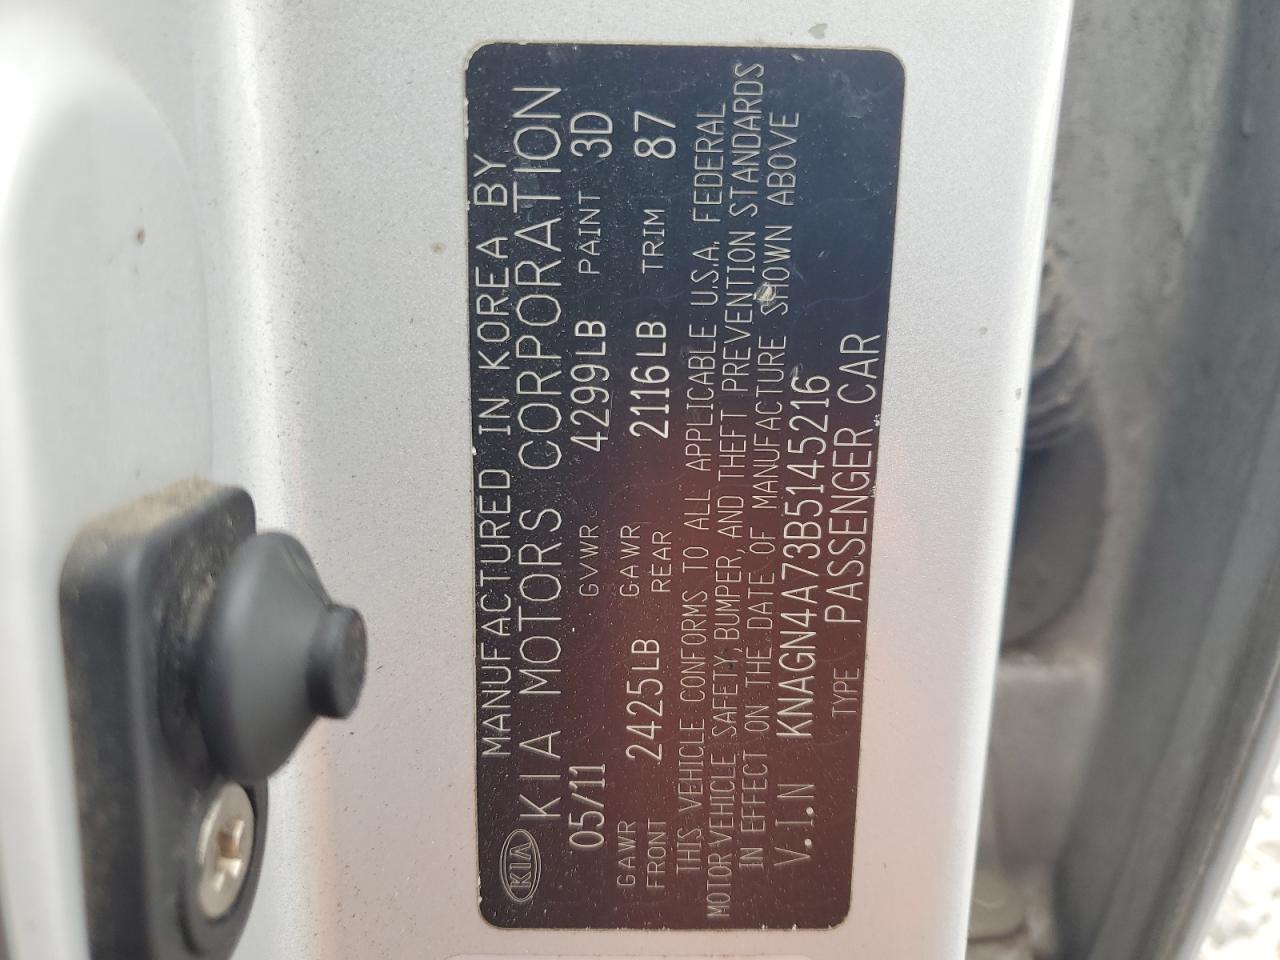 MANUFACTURED IN KOREA BY
KIA KIA MOTORS CORPORATION
05/11 GVWR 4299LB PAINT 3D
GAWR FRONT 2425LB GAWR REAR 2116LB TRIM 87
THIS VEHICLE CONFORMS TO ALL APPLICABLE U.S.A. FEDERAL
MOTOR VEHICLE SAFETY, BUMPER, AND THEFT PREVENTION STANDARDS
IN EFFECT ON THE DATE OF MANUFACTURE SHOWN ABOVE
V.I.N KNAGN4A73B5145216
TYPE PASSENGER CAR